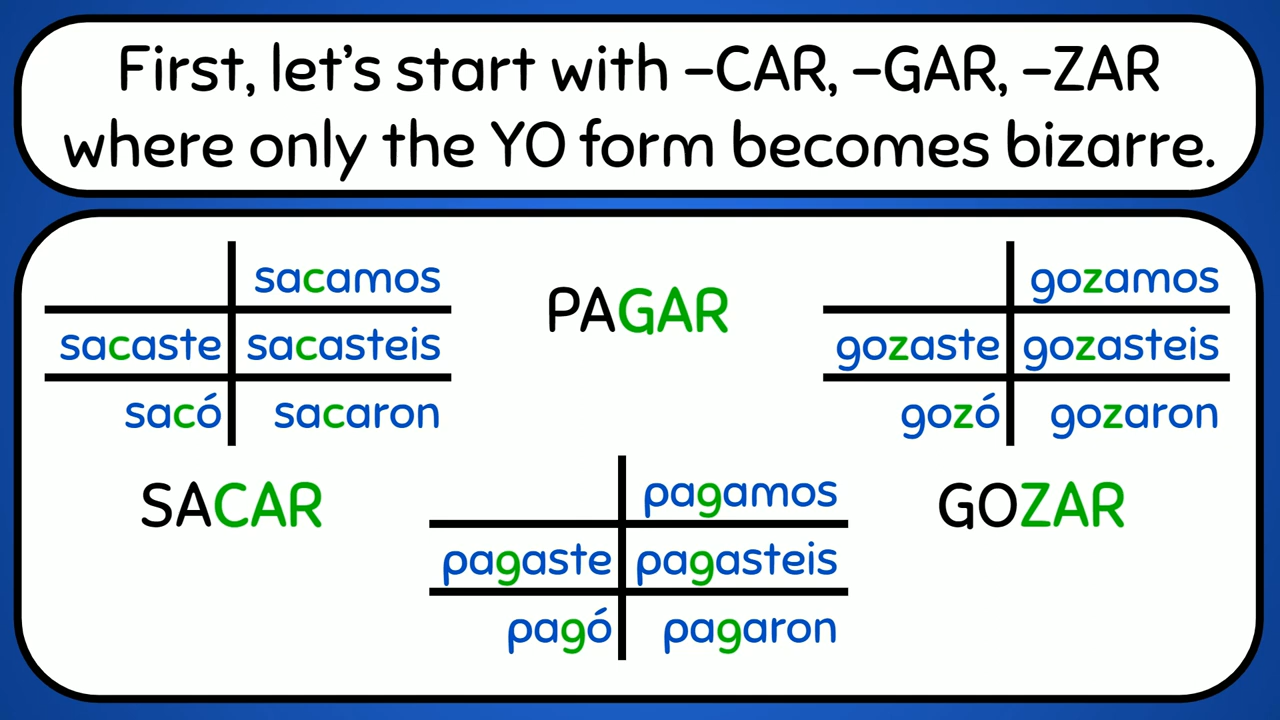 First, let's start with –CAR, –GAR, –ZAR
where only the YO form becomes bizarre.
sacamos
sacaste sacasteis
sacó sacaron
SACAR
PAGAR
pagamos
pagaste pagasteis
pagó pagaron
gozamos
gozaste gozasteis
gozó gozaron
GOZAR